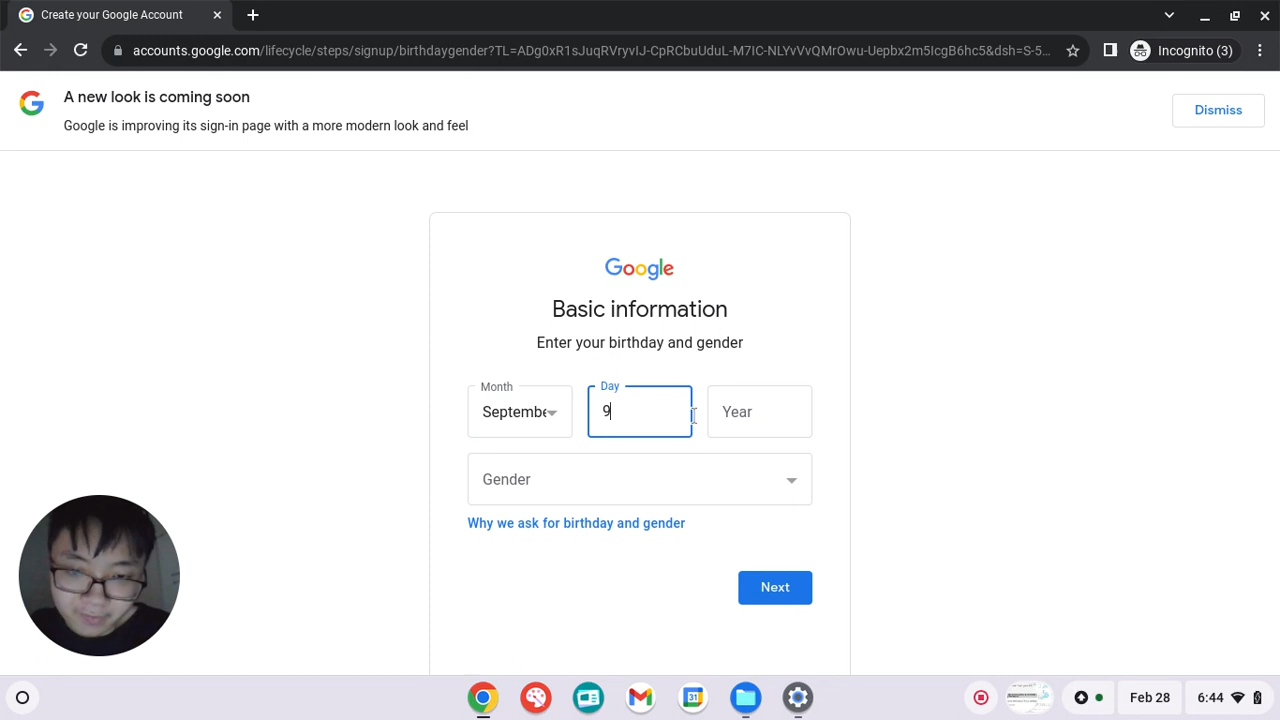 Create your Google Account
accounts.google.com/lifecycle/steps/signup/birthdaygender?TL=ADg0xR1sJuqRVryvIJ-CpRCbuUduL-M7IC-NLYvVvQMrOwu-Uepbx2m5IcgB6hc5&dsh=S-5...
Incognito (3)
A new look is coming soon
Google is improving its sign-in page with a more modern look and feel
Dismiss
Google
Basic information
Enter your birthday and gender
Month
Day
Septembe
9
Year
Gender
Why we ask for birthday and gender
Next
31
Feb 28
6:44